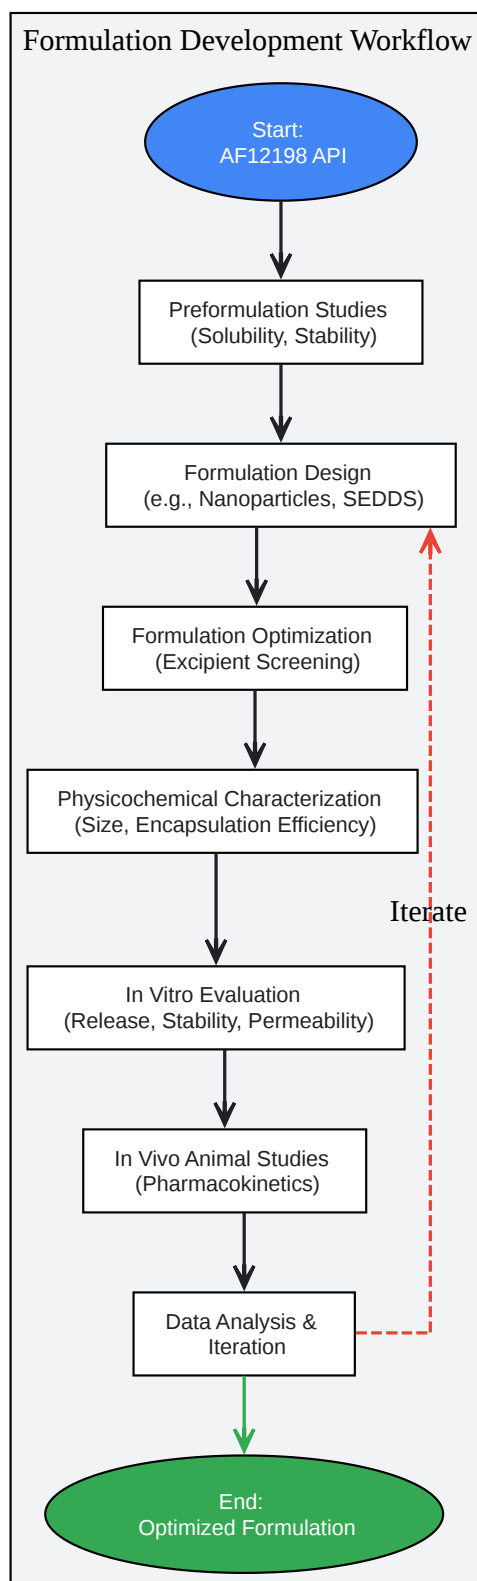 Formulation Development Workflow
Start:
AF12198 API
Preformulation Studies
(Solubility, Stability)
Formulation Design
(e.g., Nanoparticles, SEDDS)
Formulation Optimization
(Excipient Screening)
Physicochemical Characterization
(Size, Encapsulation Efficiency)
Iterate
In Vitro Evaluation
(Release, Stability, Permeability)
In Vivo Animal Studies
(Pharmacokinetics)
Data Analysis &
Iteration
End:
Optimized Formulation